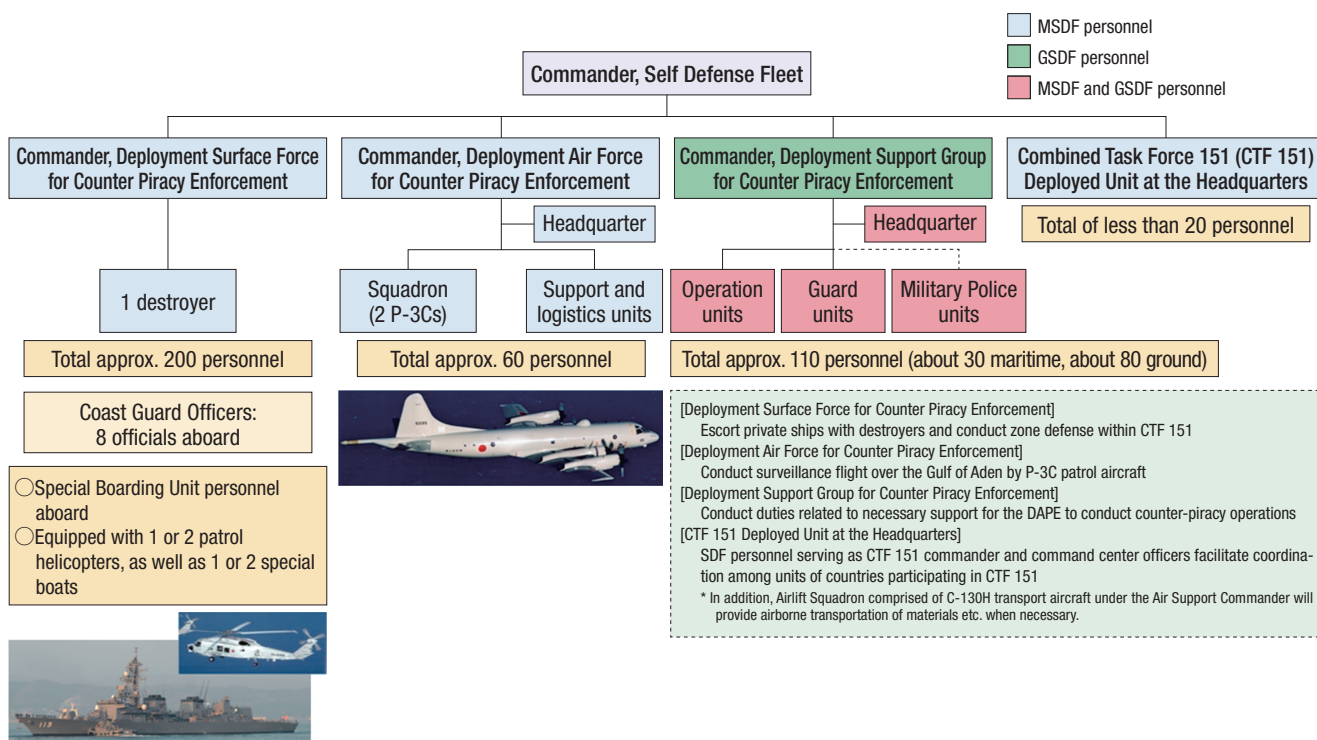 MSDF personnel
GSDF personnel
MSDF and GSDF personnel
Commander, Self Defense Fleet
Commander, Deployment Surface Force
for Counter Piracy Enforcement
Commander, Deployment Air Force
for Counter Piracy Enforcement
Commander, Deployment Support Group
for Counter Piracy Enforcement
Combined Task Force 151 (CTF 151)
Deployed Unit at the Headquarters
Headquarter
Headquarter
Total of less than 20 personnel
1 destroyer
Squadron
(2 P-3Cs)
Support and
logistics units
Operation
units
Guard
units
Military Police
units
Total approx. 200 personnel
Total approx. 60 personnel
Total approx. 110 personnel (about 30 maritime, about 80 ground)
Coast Guard Officers:
8 officials aboard
○Special Boarding Unit personnel
aboard
○Equipped with 1 or 2 patrol
helicopters, as well as 1 or 2 special
boats
[Deployment Surface Force for Counter Piracy Enforcement]
Escort private ships with destroyers and conduct zone defense within CTF 151
[Deployment Air Force for Counter Piracy Enforcement]
Conduct surveillance flight over the Gulf of Aden by P-3C patrol aircraft
[Deployment Support Group for Counter Piracy Enforcement]
Conduct duties related to necessary support for the DAPE to conduct counter-piracy operations
[CTF 151 Deployed Unit at the Headquarters]
SDF personnel serving as CTF 151 commander and command center officers facilitate coordina-
tion among units of countries participating in CTF 151
* In addition, Airlift Squadron comprised of C-130H transport aircraft under the Air Support Commander will
provide airborne transportation of materials etc. when necessary.